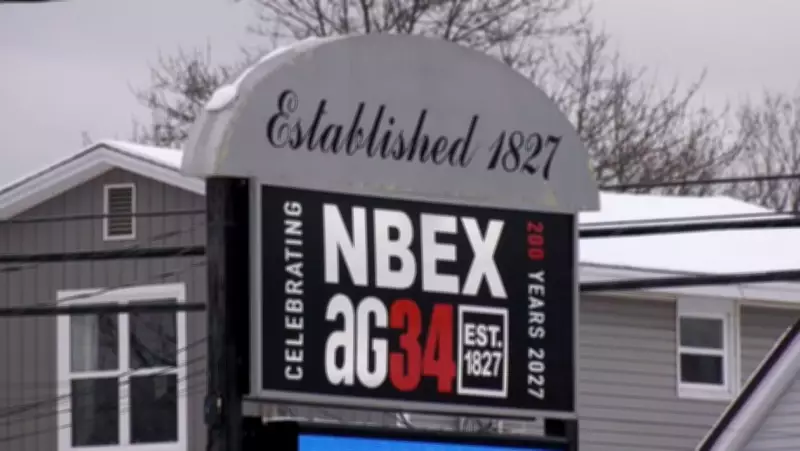 Established 1827
CELEBRATING
NBEX
aG34
EST.
1827
200 YEARS 2027